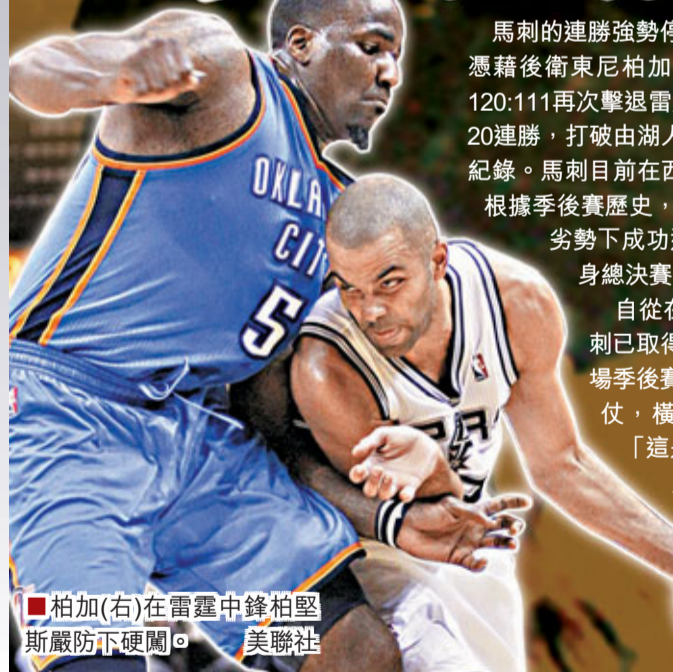 馬刺的連勝強勢停
憑藉後衛東尼柏加
120:111再次擊退雷
20連勝，打破由湖人
紀錄。馬刺目前在西
根據季後賽歷史，
劣勢下成功
身總決賽
自從在
刺已取得
場季後賽
仗，橫
「這是
OKLA
CIT
5
■柏加(右)在雷霆中鋒柏堅
斯嚴防下硬闖。 美聯社